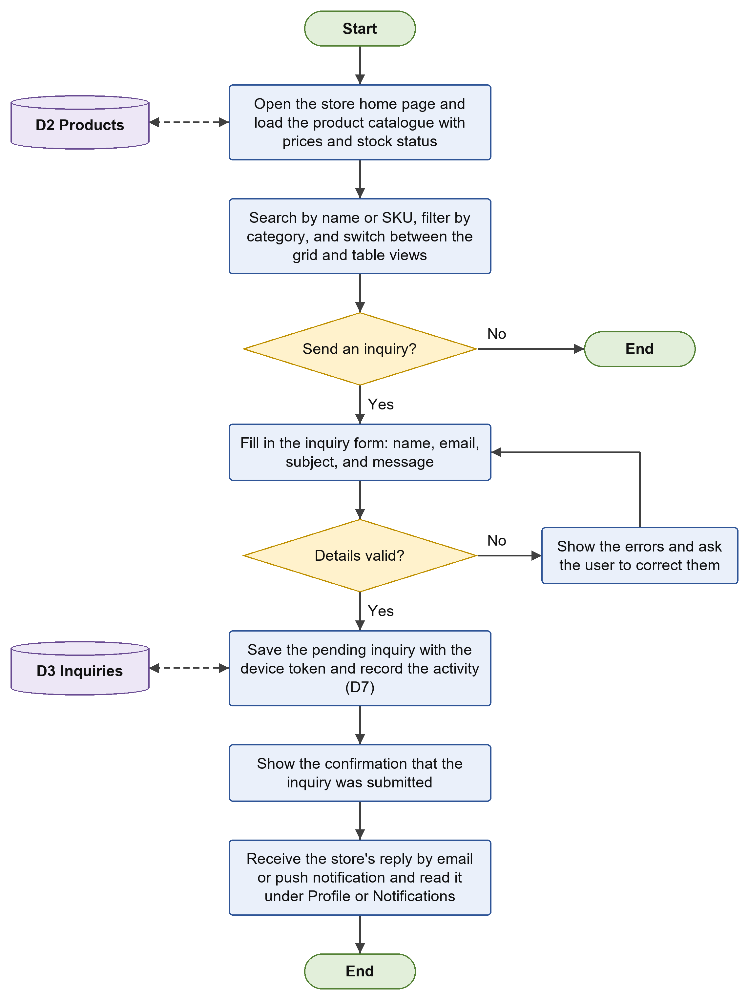 Start
D2 Products
Open the store home page and
load the product catalogue with
prices and stock status
Search by name or SKU, filter by
category, and switch between the
grid and table views
Send an inquiry?
No
End
Yes
Fill in the inquiry form: name, email,
subject, and message
Details valid?
No
Show the errors and ask
the user to correct them
Yes
D3 Inquiries
Save the pending inquiry with the
device token and record the activity
(D7)
Show the confirmation that the
inquiry was submitted
Receive the store's reply by email
or push notification and read it
under Profile or Notifications
End